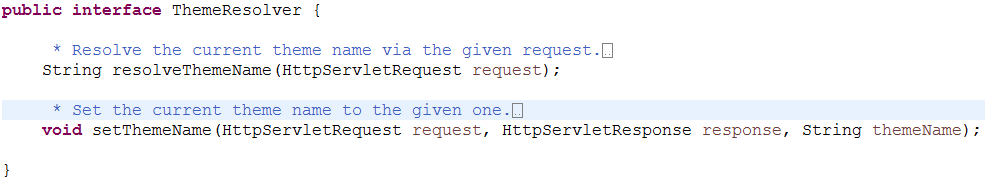 public interface ThemeResolver {
* Resolve the current theme name via the given request.
String resolveThemeName(HttpServletRequest request);
* Set the current theme name to the given one.
void setThemeName(HttpServletRequest request, HttpServletResponse response, String themeName);
}